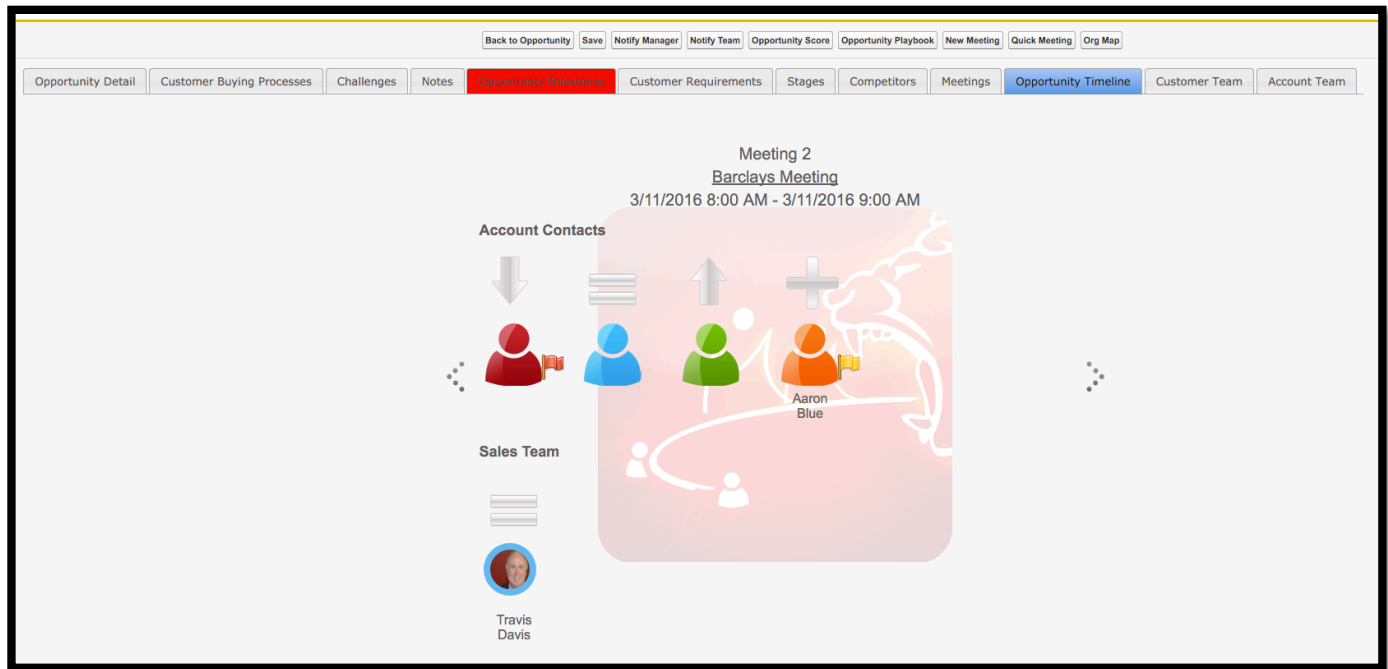 Back to Opportunity Save Notify Manager Notify Team Opportunity Score Opportunity Playbook New Meeting Quick Meeting Org Map
Opportunity Detail Customer Buying Processes Challenges Notes Opportunity Milestones Customer Requirements Stages Competitors Meetings Opportunity Timeline Customer Team Account Team
Meeting 2
Barclays Meeting
3/11/2016 8:00 AM - 3/11/2016 9:00 AM
Account Contacts
Aaron
Blue
Sales Team
Travis
Davis